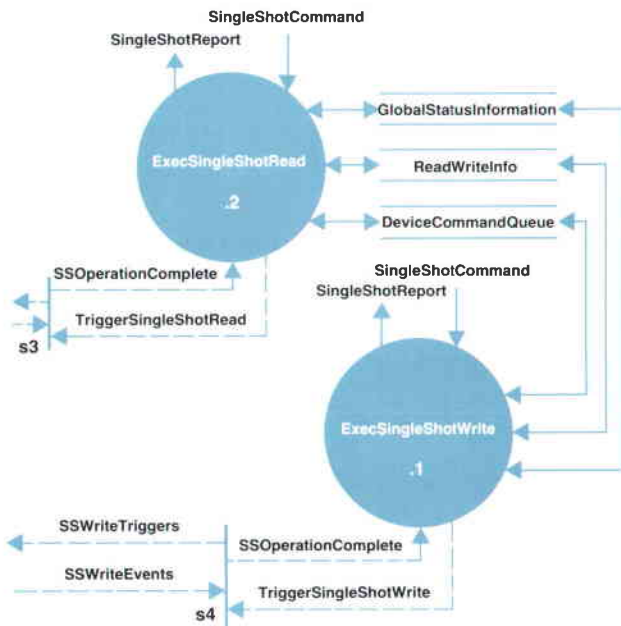 SingleShotCommand
SingleShotReport
GlobalStatusInformation
ExecSingleShotRead
ReadWriteInfo
.2
DeviceCommandQueue
SSOperationComplete
SingleShotCommand
SingleShotReport
TriggerSingleShotRead
s3
ExecSingleShotWrite
.1
SSWriteTriggers
SSOperationComplete
SSWriteEvents
TriggerSingleShotWrite
s4